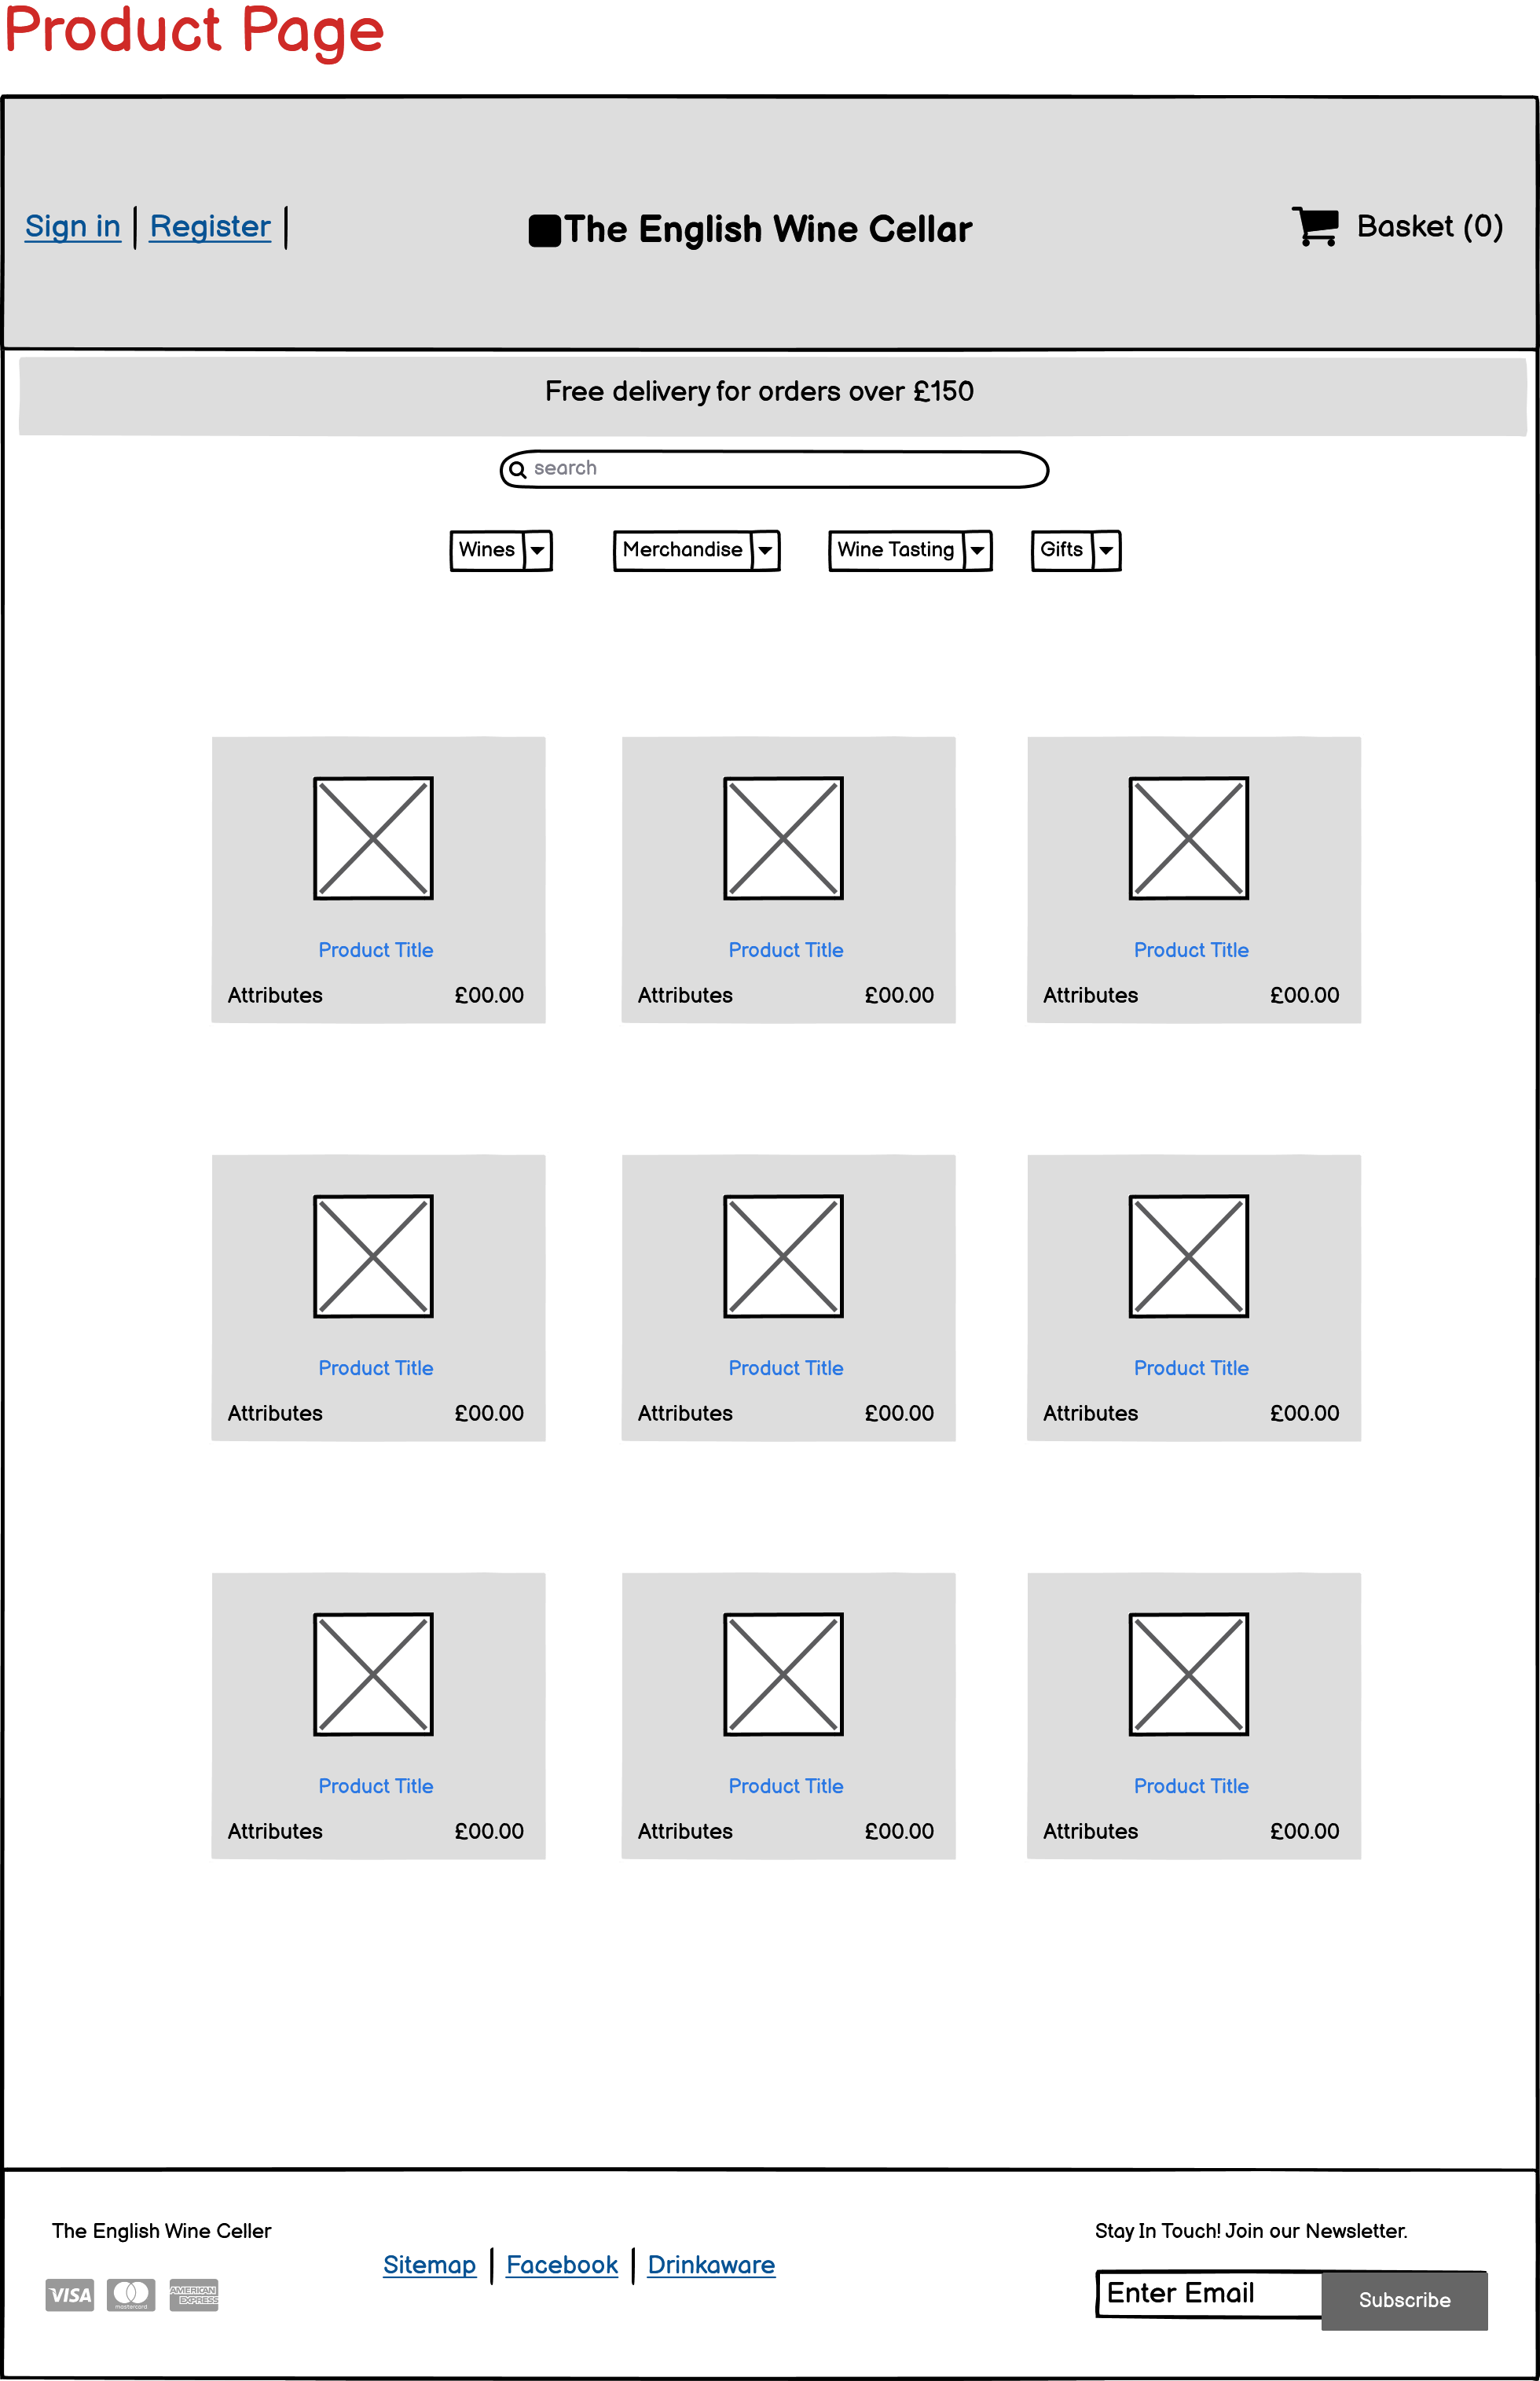 Product Page
Sign in | Register |
The English Wine Cellar
Basket (0)
Free delivery for orders over £150
search
Wines
Merchandise
Wine Tasting
Gifts
Product Title
Attributes £00.00
Product Title
Attributes £00.00
Product Title
Attributes £00.00
Product Title
Attributes £00.00
Product Title
Attributes £00.00
Product Title
Attributes £00.00
Product Title
Attributes £00.00
Product Title
Attributes £00.00
Product Title
Attributes £00.00
The English Wine Celler
VISA
mastercard
AMERICAN
EXPRESS
Sitemap | Facebook | Drinkaware
Stay In Touch! Join our Newsletter.
Enter Email
Subscribe